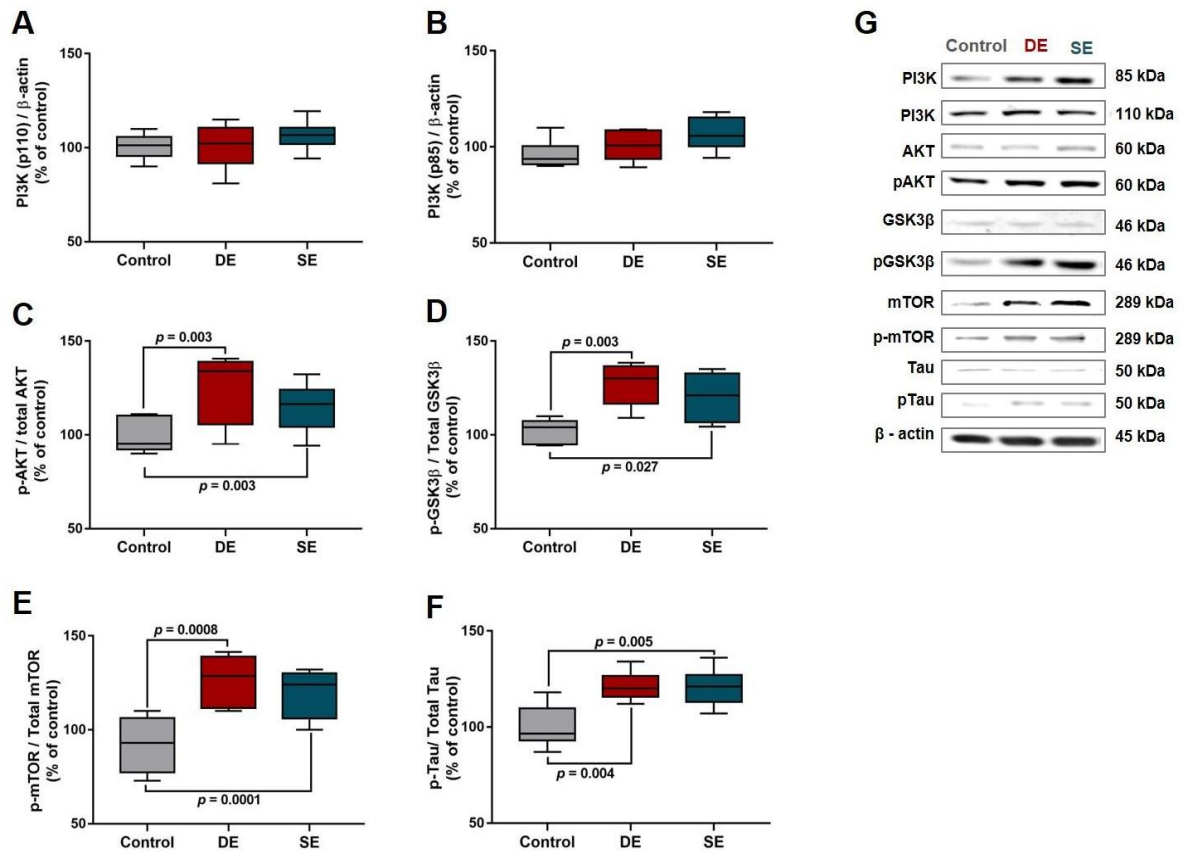 A
PI3K (p110) / β-actin
(% of control)
150
100
50
Control DE SE
B
PI3K (p85) / β-actin
(% of control)
150
100
50
Control DE SE
C
p-AKT / total AKT
(% of control)
150
100
50
p = 0.003
p = 0.003
Control DE SE
D
p-GSK3β / Total GSK3β
(% of control)
150
100
50
p = 0.003
p = 0.027
Control DE SE
E
p-mTOR / Total mTOR
(% of control)
150
100
50
p = 0.0008
p = 0.0001
Control DE SE
F
p-Tau/ Total Tau
(% of control)
150
100
50
p = 0.005
p = 0.004
Control DE SE
G
Control DE SE
PI3K 85 kDa
PI3K 110 kDa
AKT 60 kDa
pAKT 60 kDa
GSK3β 46 kDa
pGSK3β 46 kDa
mTOR 289 kDa
p-mTOR 289 kDa
Tau 50 kDa
pTau 50 kDa
β - actin 45 kDa